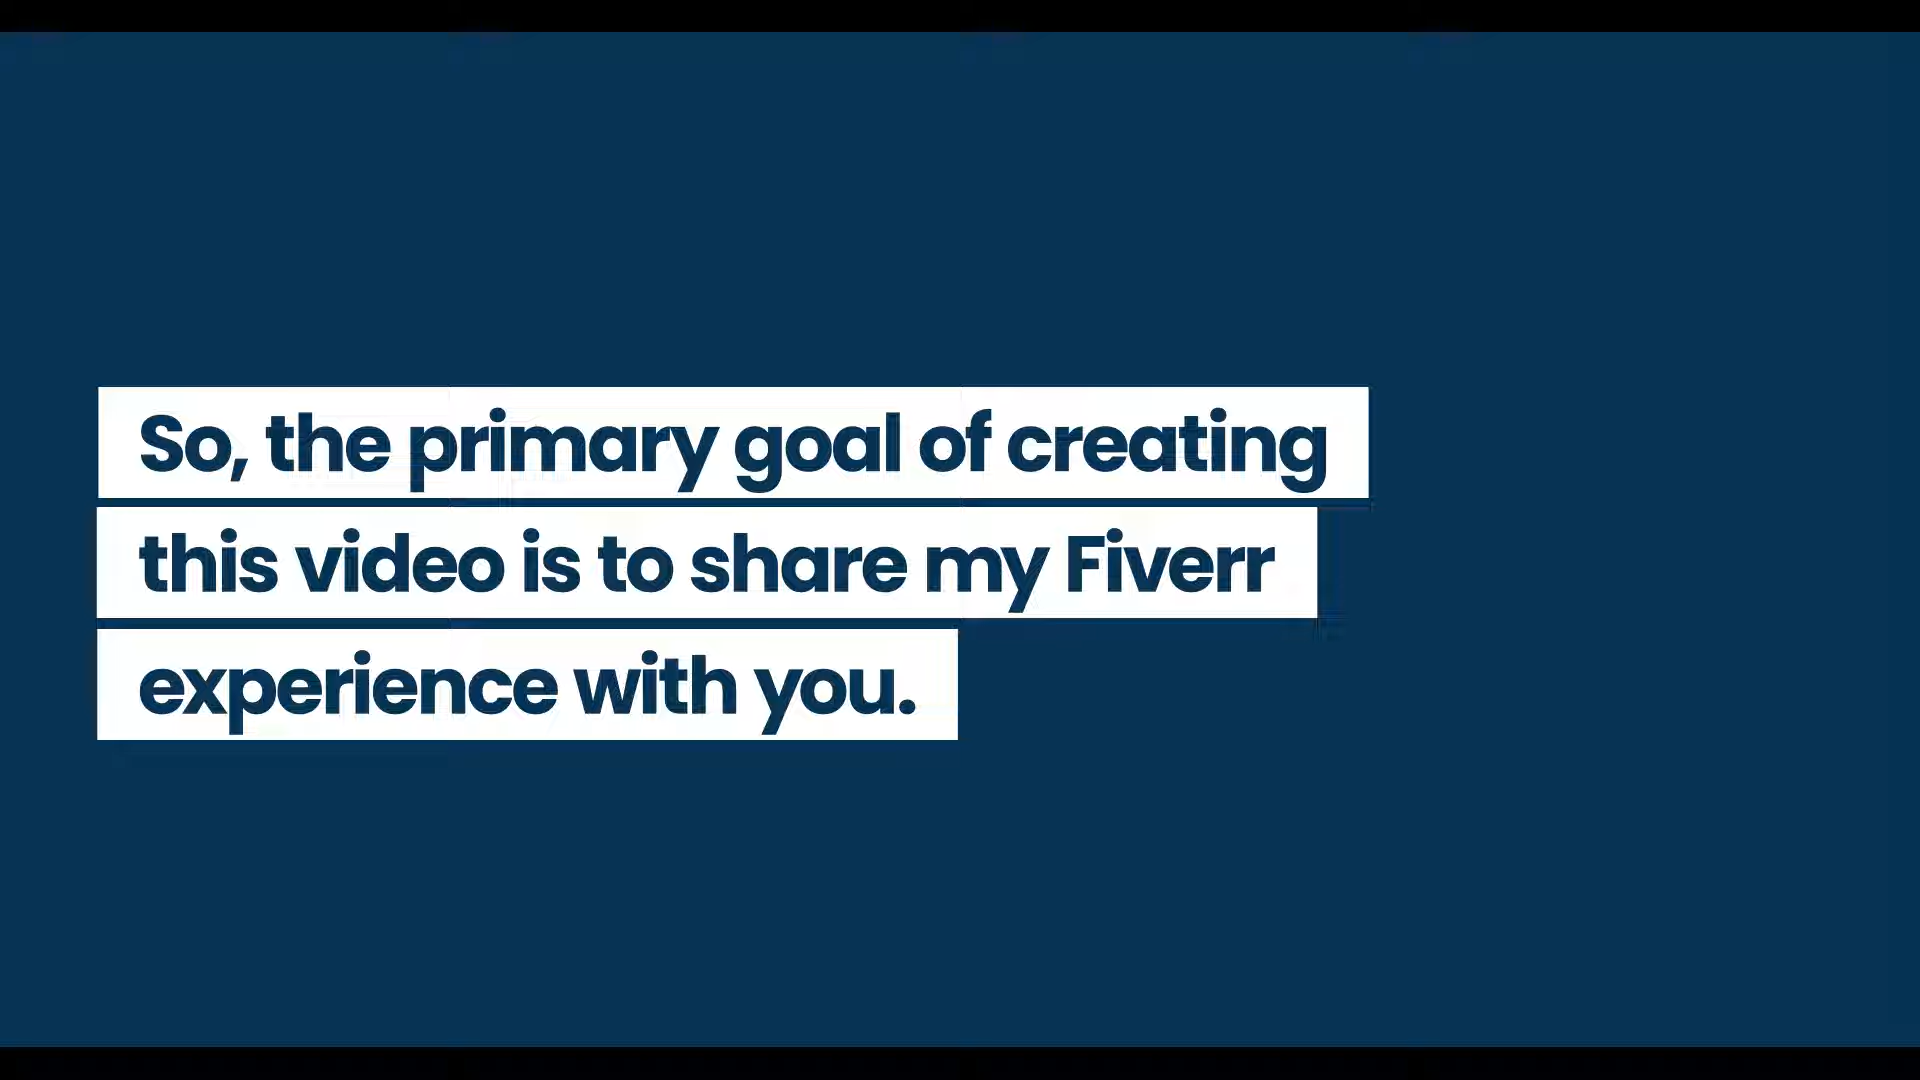 So, the primary goal of creating
this video is to share my Fiverr
experience with you.